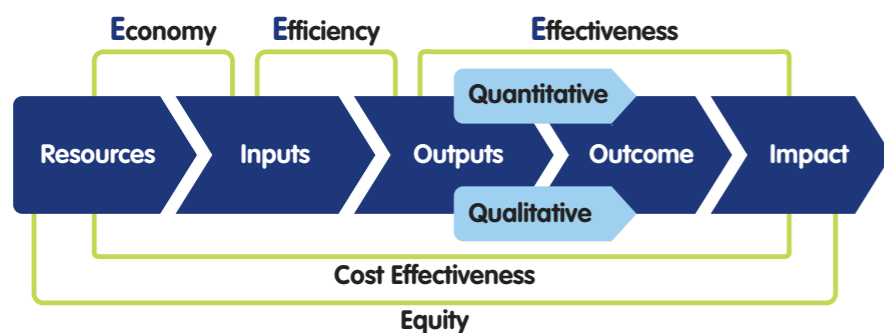 Economy
Efficiency
Effectiveness
Quantitative
Resources
Inputs
Outputs
Outcome
Impact
Qualitative
Cost Effectiveness
Equity